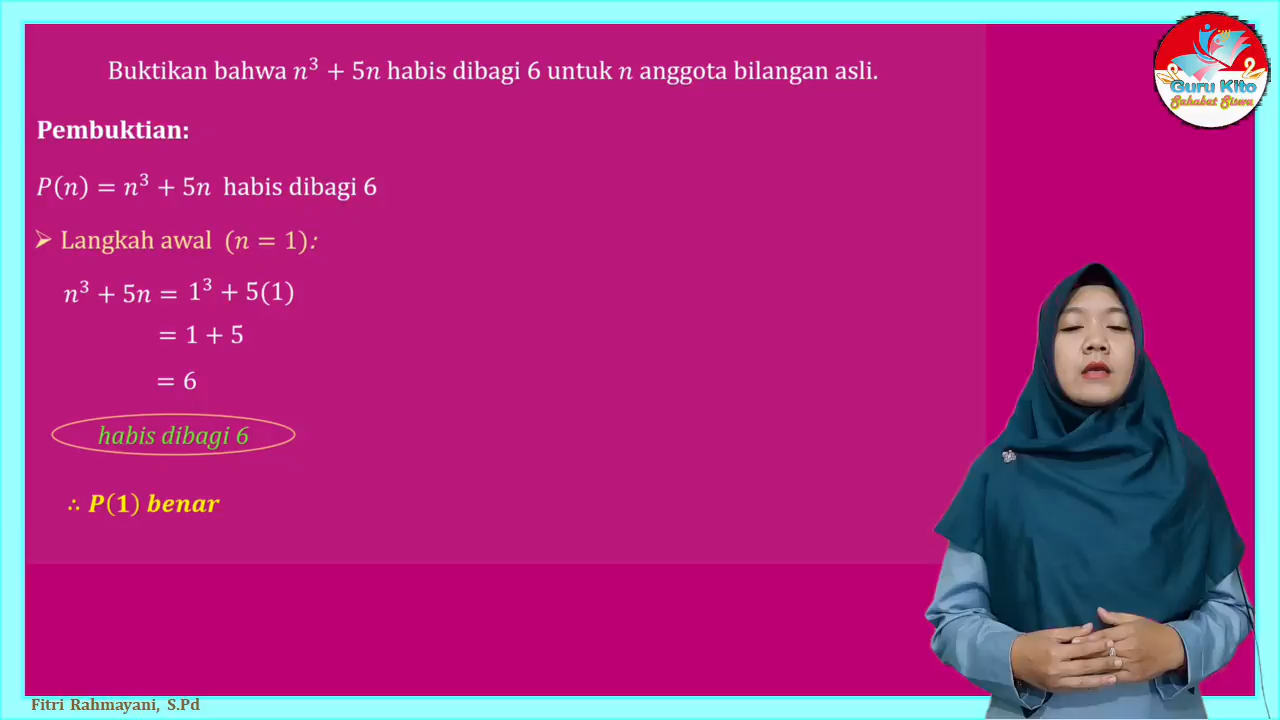 Buktikan bahwa n³ + 5n habis dibagi 6 untuk n anggota bilangan asli.
Guru Kito
Sahabat Siswa
Pembuktian:
P(n) = n³ + 5n habis dibagi 6
➢ Langkah awal (n = 1):
n³ + 5n = 1³ + 5(1)
= 1 + 5
= 6
habis dibagi 6
∴ P(1) benar
Fitri Rahmayani, S.Pd